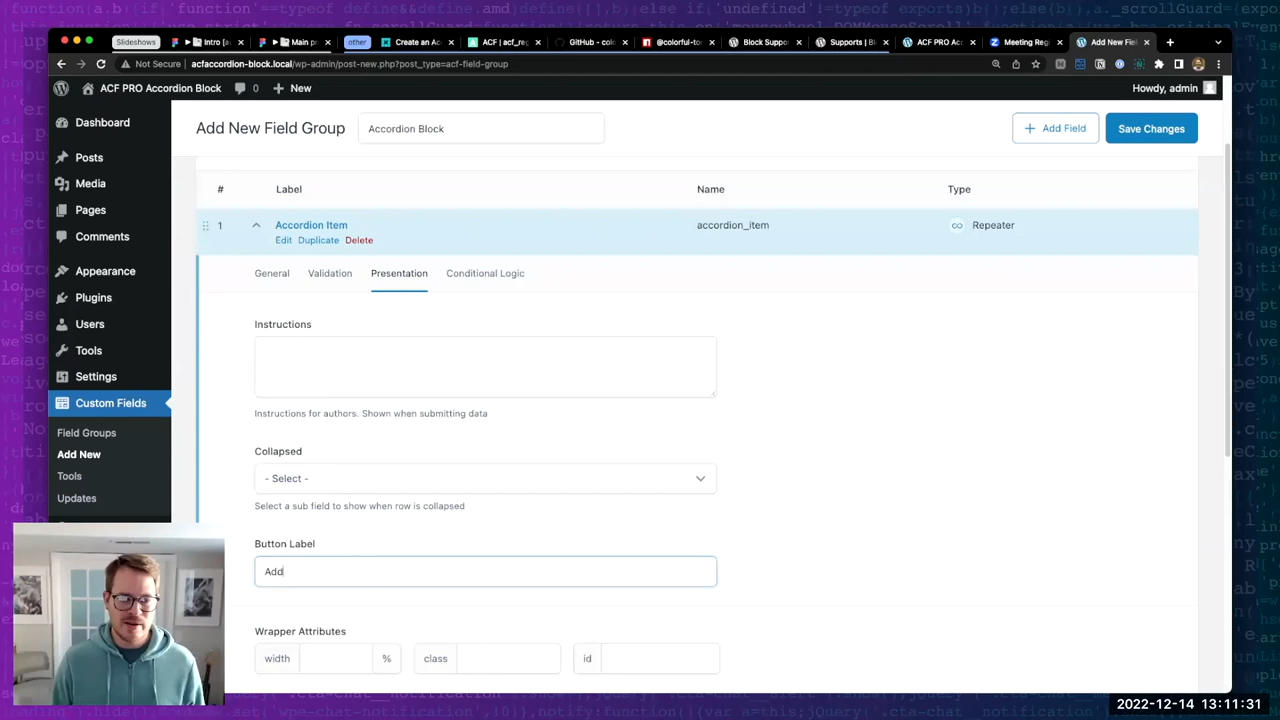 Slideshows
Intro [a
Main p
other
Create an Ac
ACF | acf_reg
GitHub - colo
@colorful-to
Block Suppo
Supports | Bl
ACF PRO Ac
Meeting Reg
Add New Fiel
Not Secure
acfaccordion-block.local/wp-admin/post-new.php?post_type=acf-field-group
ACF PRO Accordion Block
0
New
Howdy, admin
Dashboard
Posts
Media
Pages
Comments
Appearance
Plugins
Users
Tools
Settings
Custom Fields
Field Groups
Add New
Tools
Updates
Add New Field Group
Accordion Block
Add Field
Save Changes
#
Label
Name
Type
1
Accordion Item
accordion_item
Repeater
Edit Duplicate Delete
General
Validation
Presentation
Conditional Logic
Instructions
Instructions for authors. Shown when submitting data
Collapsed
- Select -
Select a sub field to show when row is collapsed
Button Label
Add
Wrapper Attributes
width
%
class
id
2022-12-14 13:11:31